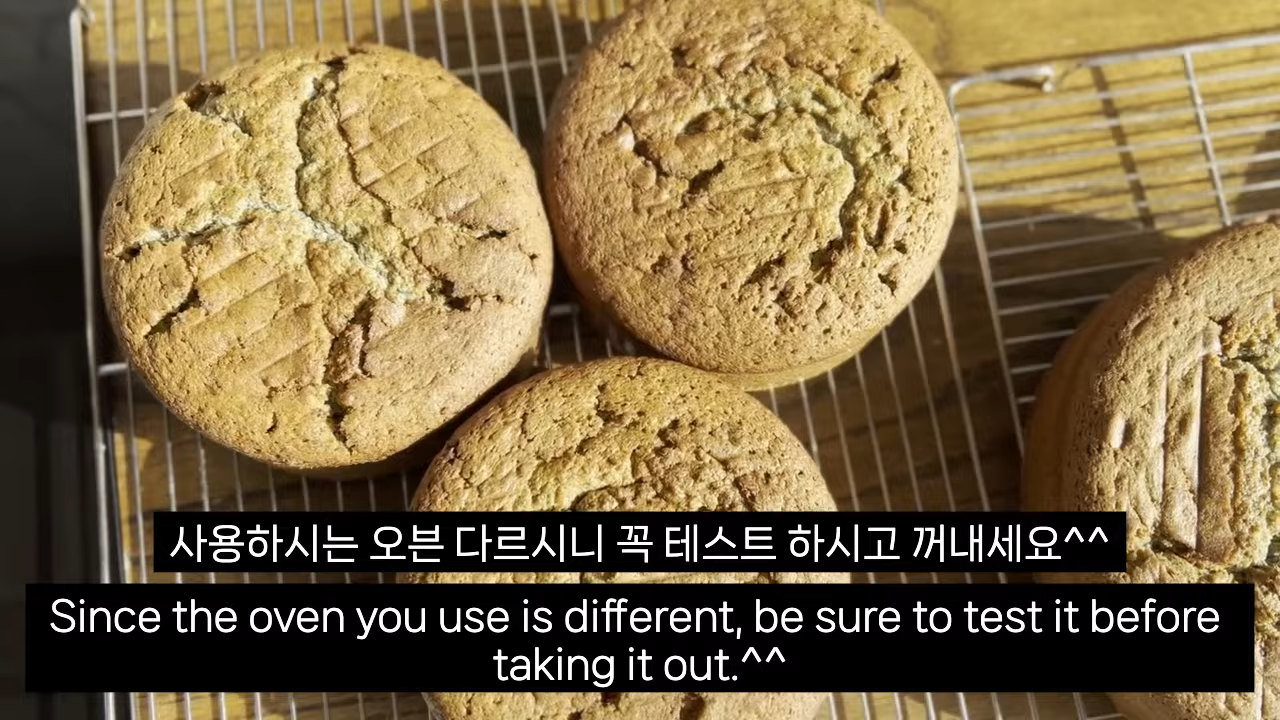 사용하시는 오븐 다르시니 꼭 테스트 하시고 꺼내세요^^
Since the oven you use is different, be sure to test it before
taking it out.^^